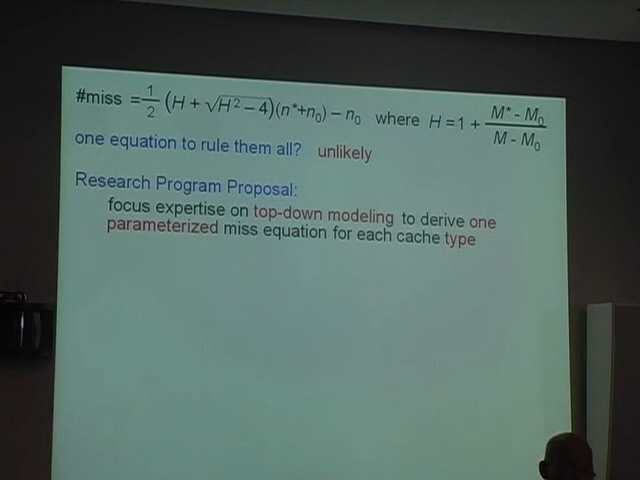 #miss = 1/2 (H + √H² – 4)(n*+n₀) – n₀ where H = 1 + M* - M₀ / M - M₀
one equation to rule them all? unlikely
Research Program Proposal:
focus expertise on top-down modeling to derive one
parameterized miss equation for each cache type